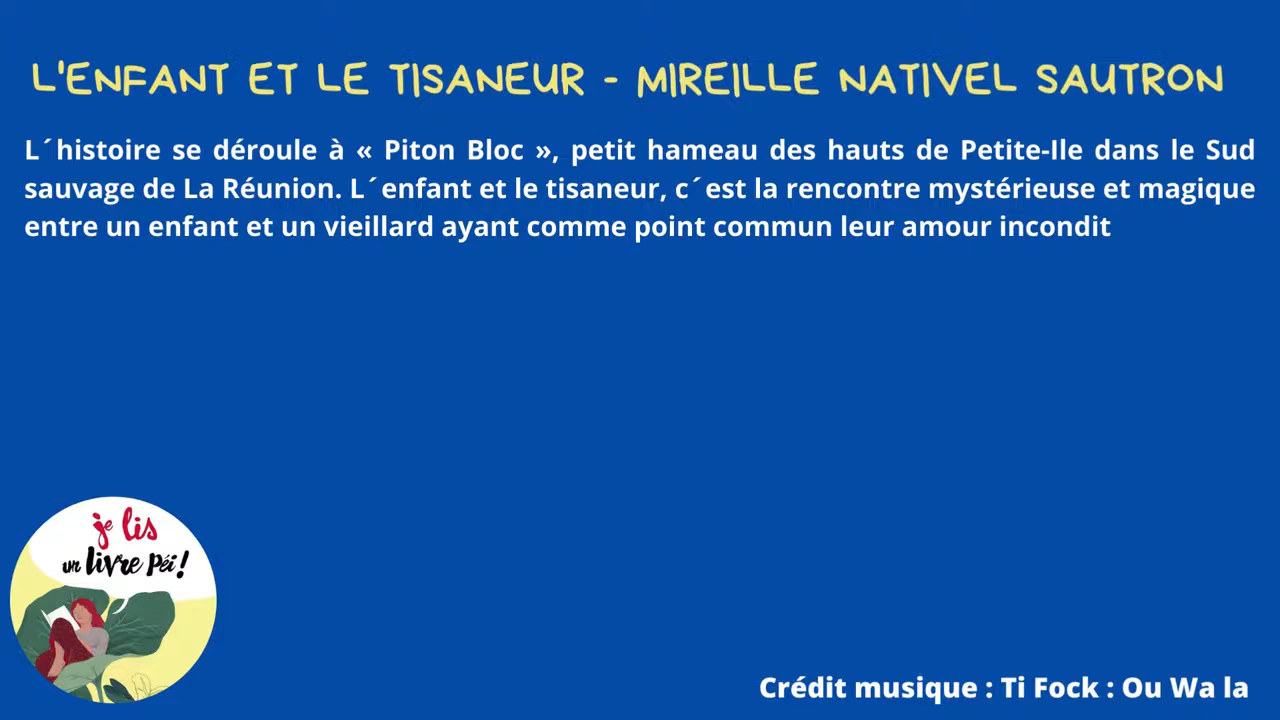 L'ENFANT ET LE TISANEUR - MIREILLE NATIVEL SAUTRON
L´histoire se déroule à « Piton Bloc », petit hameau des hauts de Petite-Ile dans le Sud
sauvage de La Réunion. L´enfant et le tisaneur, c´est la rencontre mystérieuse et magique
entre un enfant et un vieillard ayant comme point commun leur amour incondit
je lis
un livre péi!
Crédit musique : Ti Fock : Ou Wa la